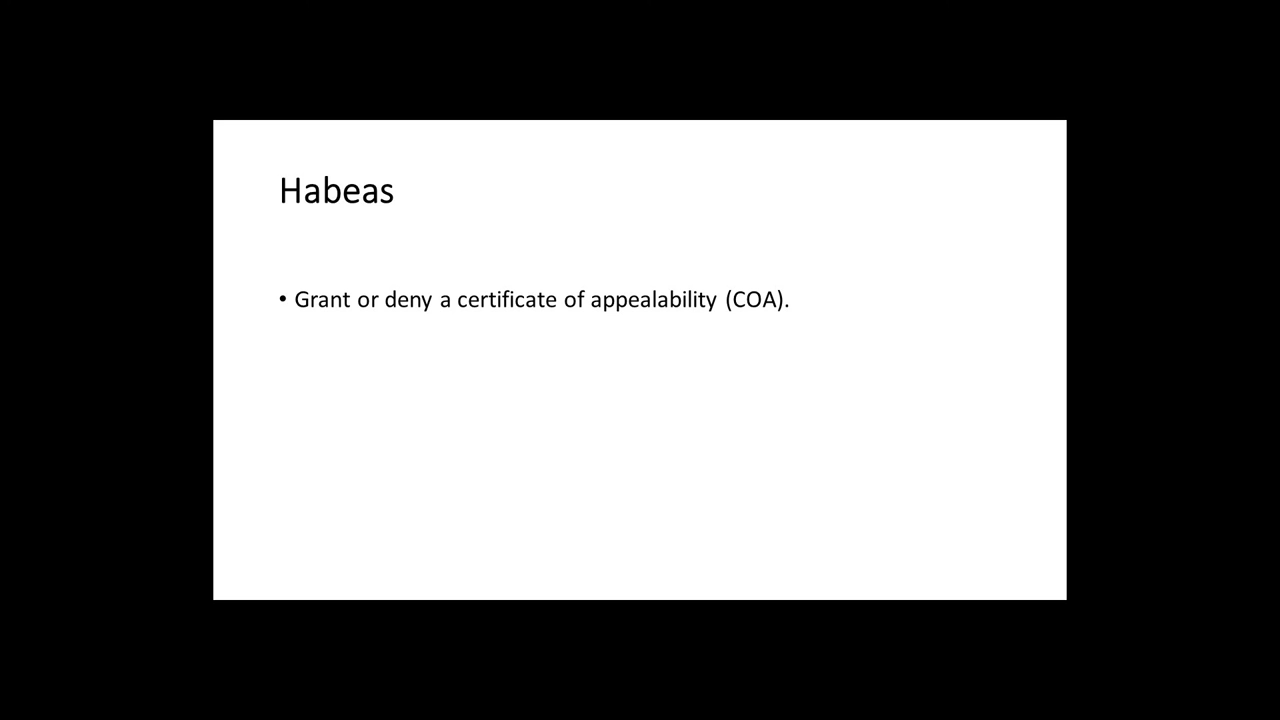 Habeas
• Grant or deny a certificate of appealability (COA).